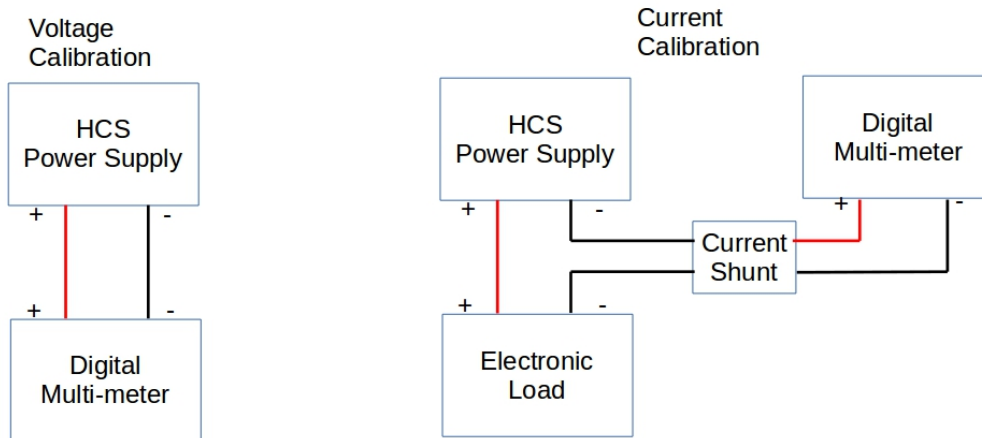 Voltage
Calibration
HCS
Power Supply
+ -
+ -
Digital
Multi-meter
Current
Calibration
HCS
Power Supply
+ -
Digital
Multi-meter
+ -
Current
Shunt
+ -
Electronic
Load